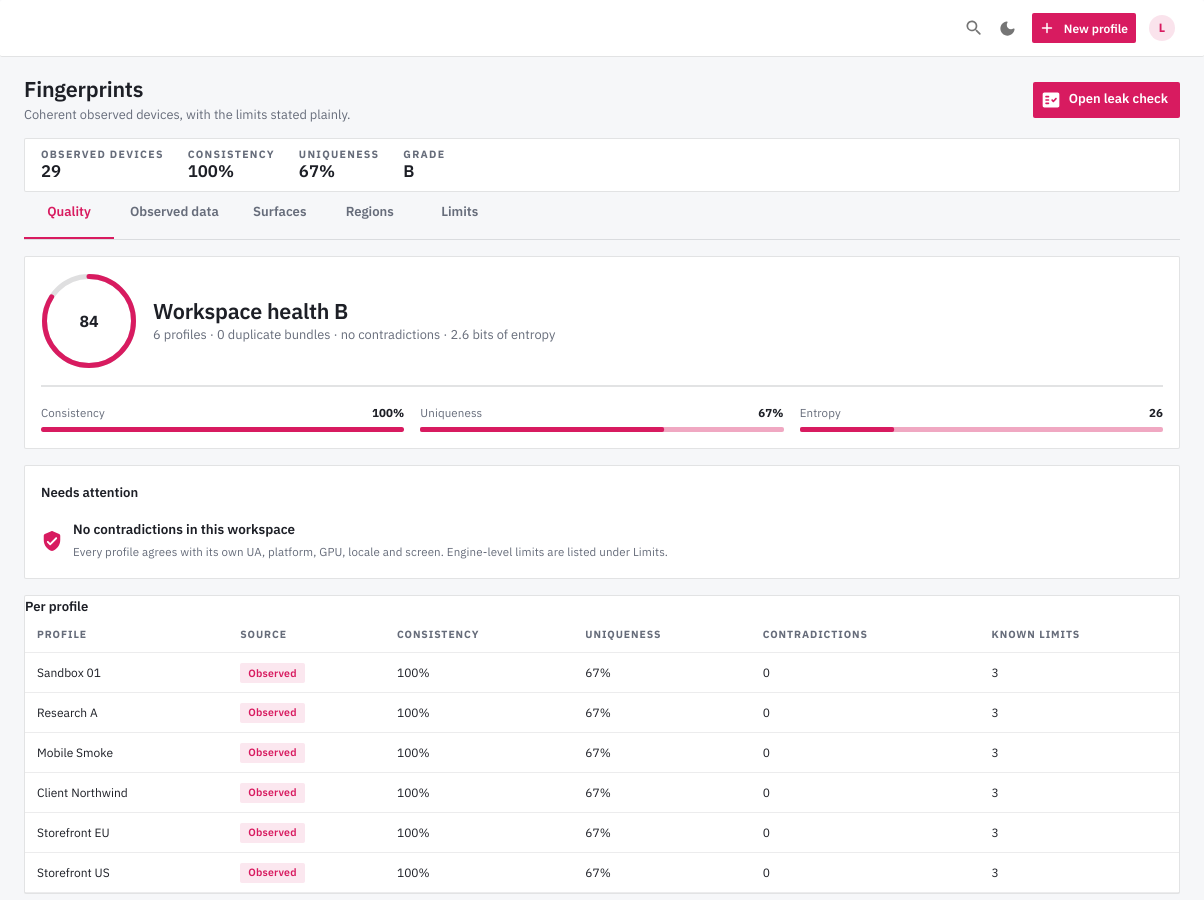 New profile
L
Fingerprints
Coherent observed devices, with the limits stated plainly.
Open leak check
OBSERVED DEVICES CONSISTENCY UNIQUENESS GRADE
29 100% 67% B
Quality Observed data Surfaces Regions Limits
84
Workspace health B
6 profiles · 0 duplicate bundles · no contradictions · 2.6 bits of entropy
Consistency 100% Uniqueness 67% Entropy 26
Needs attention
No contradictions in this workspace
Every profile agrees with its own UA, platform, GPU, locale and screen. Engine-level limits are listed under Limits.
Per profile
PROFILE SOURCE CONSISTENCY UNIQUENESS CONTRADICTIONS KNOWN LIMITS
Sandbox 01 Observed 100% 67% 0 3
Research A Observed 100% 67% 0 3
Mobile Smoke Observed 100% 67% 0 3
Client Northwind Observed 100% 67% 0 3
Storefront EU Observed 100% 67% 0 3
Storefront US Observed 100% 67% 0 3